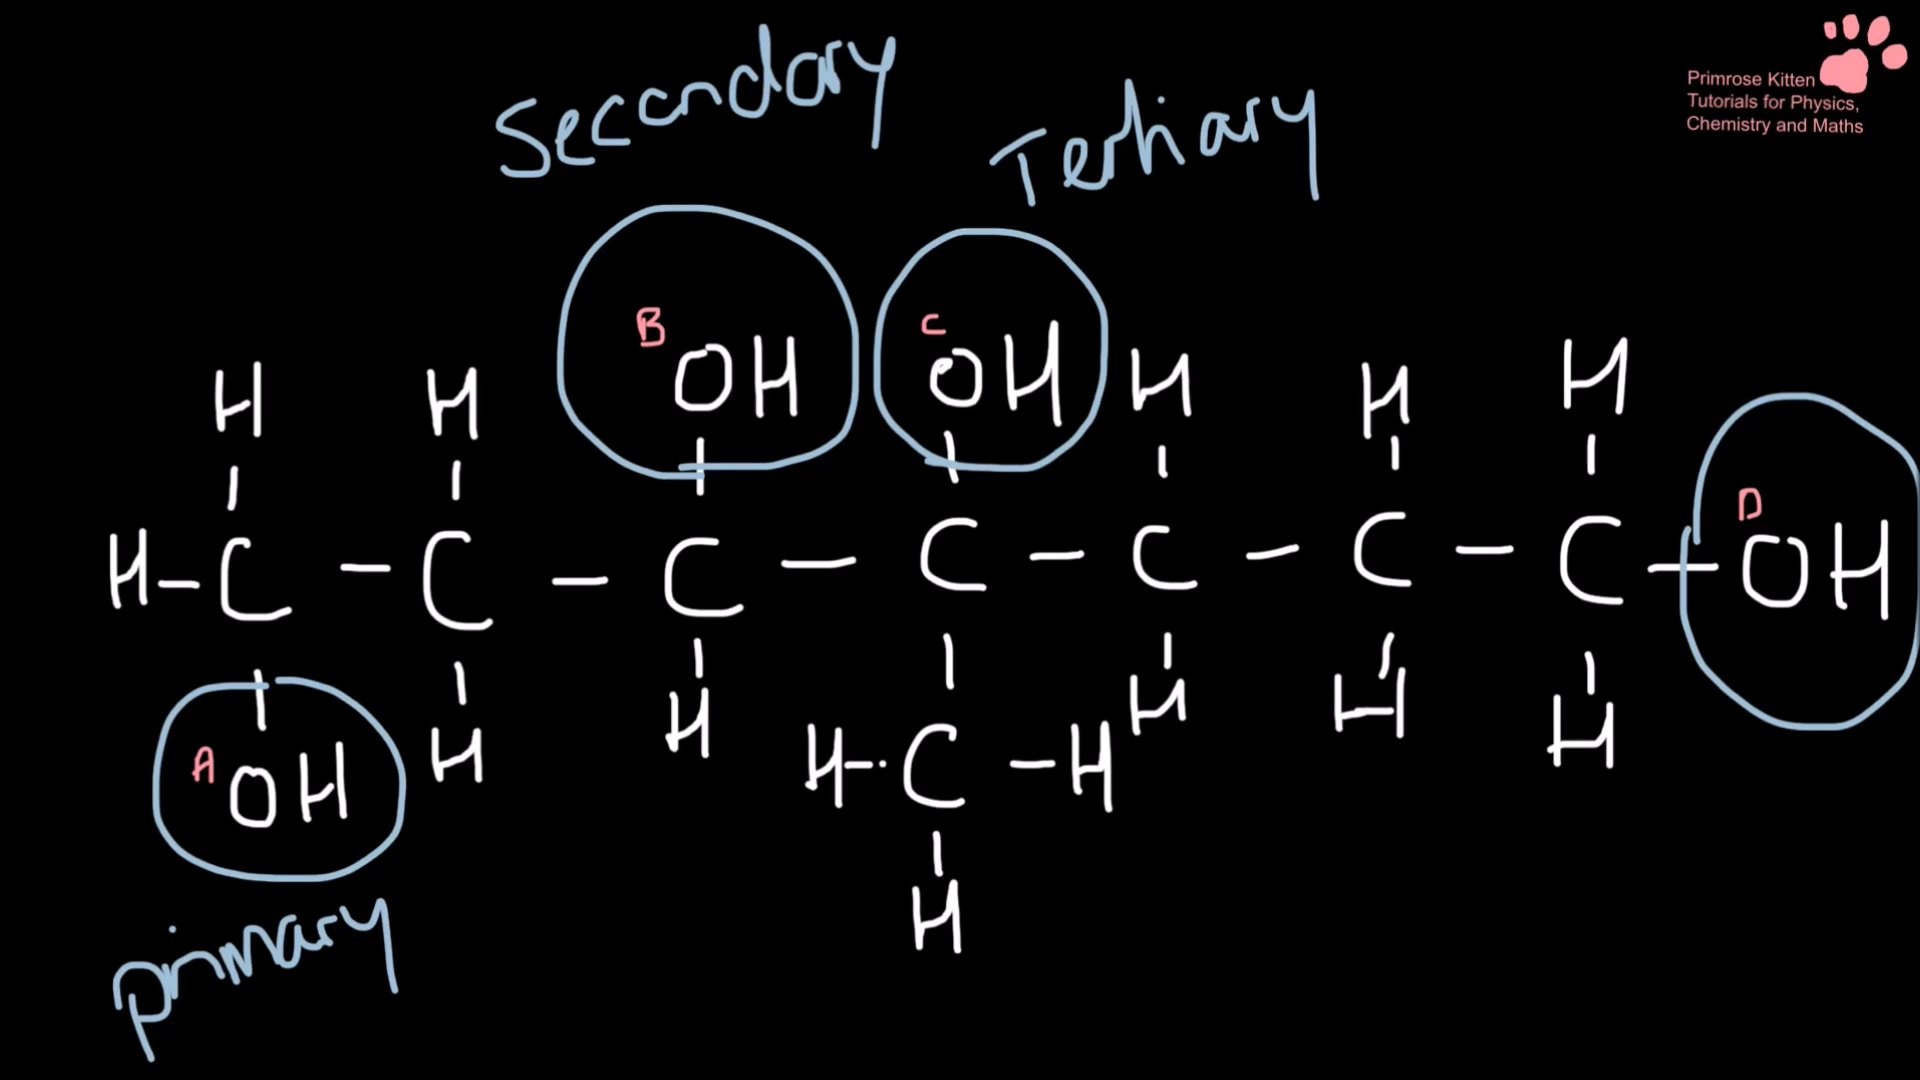 Secondary
Tertiary
Primrose Kitten
Tutorials for Physics,
Chemistry and Maths
B
OH
C
OH
H
H
H
H
H
H-C-C-C-C-C-C-C-OH
D
A
OH
H
H
H-C-H
H
H
H
H
primary